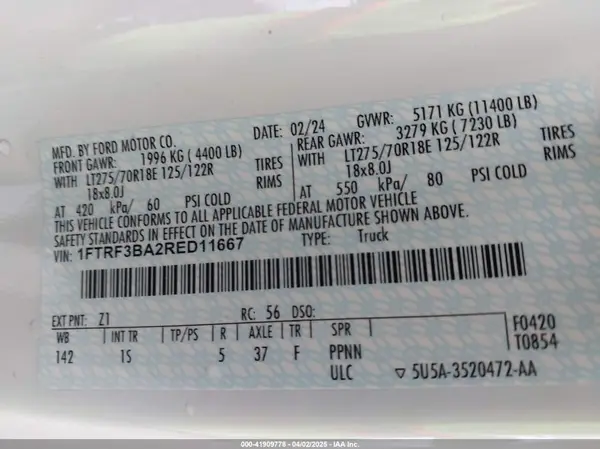 MFD. BY FORD MOTOR CO.
DATE: 02/24 GVWR: 5171 KG (11400 LB)
FRONT GAWR: 1996 KG (4400 LB) REAR GAWR: 3279 KG (7230 LB)
WITH LT275/70R18E 125/122R TIRES WITH LT275/70R18E 125/122R TIRES
18x8.0J RIMS 18x8.0J RIMS
AT 420 kPa/ 60 PSI COLD AT 550 kPa/ 80 PSI COLD
THIS VEHICLE CONFORMS TO ALL APPLICABLE FEDERAL MOTOR VEHICLE
SAFETY STANDARDS IN EFFECT ON THE DATE OF MANUFACTURE SHOWN ABOVE.
VIN: 1FTRF3BA2RED11667 TYPE: Truck
EXT PNT: Z1 RC: 56 DSO:
WB INT TR TP/PS R AXLE TR SPR F0420
142 1S 5 37 F PPNN T0854
ULC ▽ 5U5A-3520472-AA
000-41909778 - 04/02/2025 - IAAI.COM